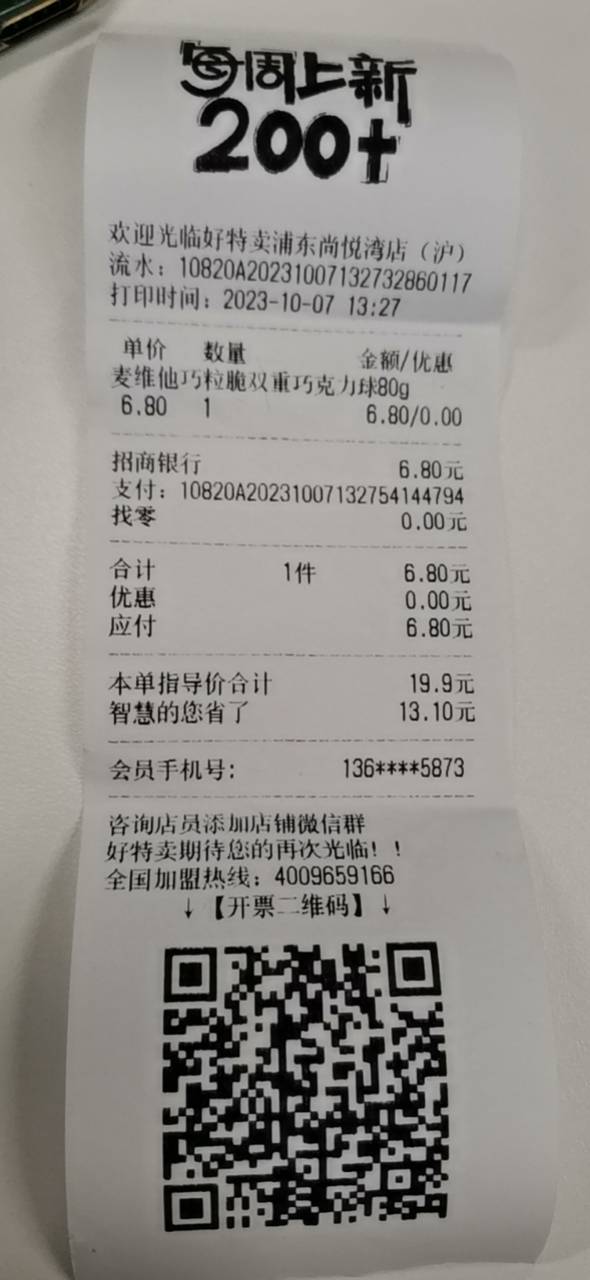 每周上新
200+
欢迎光临好特卖浦东尚悦湾店（沪）
流水：10820A20231007132732860117
打印时间：2023-10-07 13:27
单价 数量 金额/优惠
麦维他巧粒脆双重巧克力球80g
6.80 1 6.80/0.00
招商银行 6.80元
支付：10820A20231007132754144794
找零 0.00元
合计 1件 6.80元
优惠 0.00元
应付 6.80元
本单指导价合计 19.9元
智慧的您省了 13.10元
会员手机号： 136****5873
咨询店员添加店铺微信群
好特卖期待您的再次光临！！
全国加盟热线：4009659166
↓【开票二维码】↓